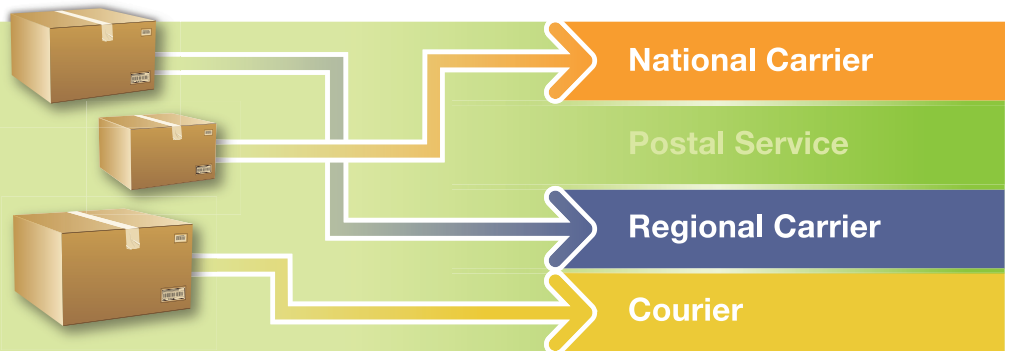 National Carrier
Postal Service
Regional Carrier
Courier